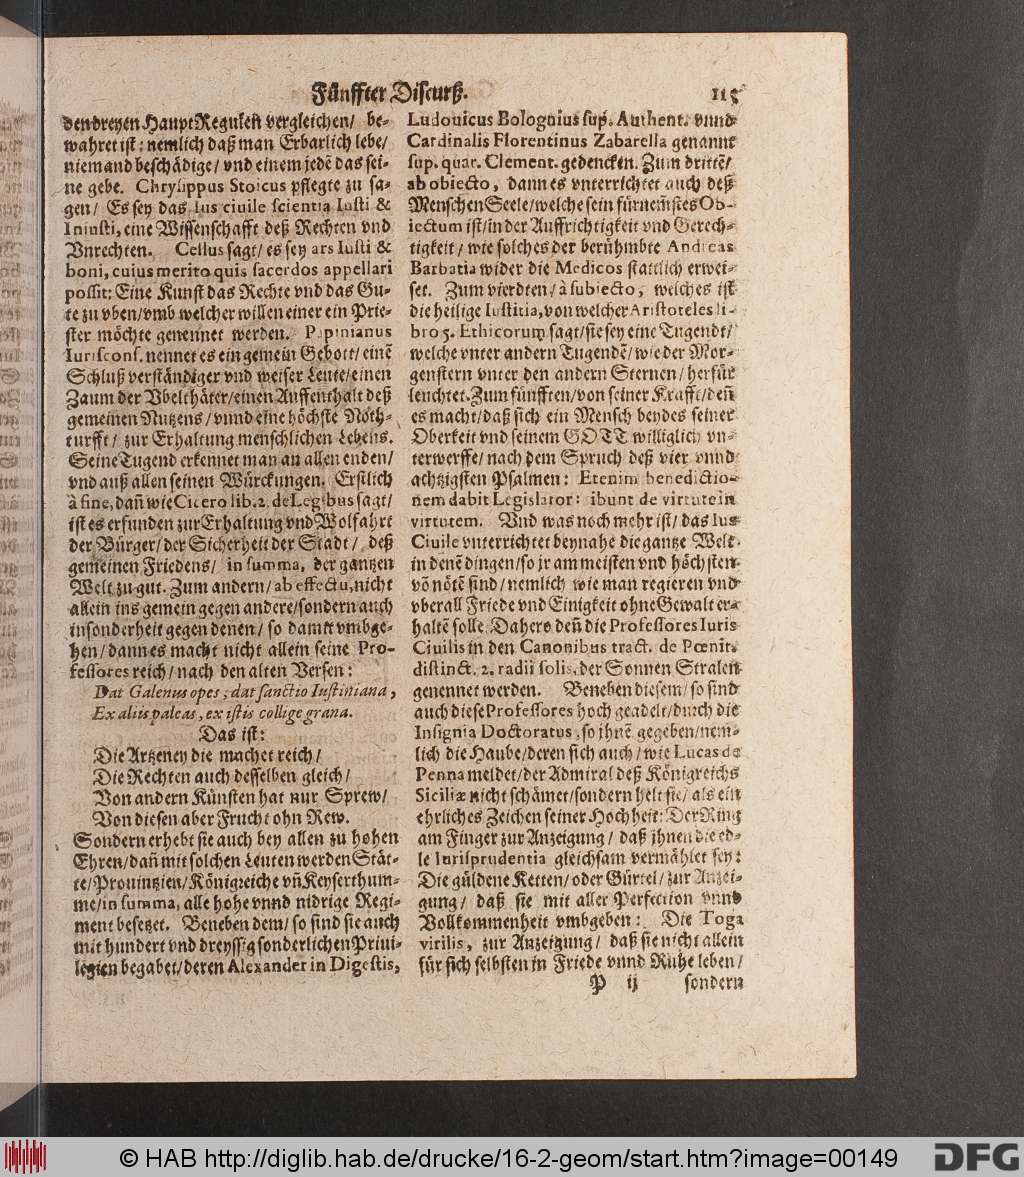 Fünffter Discurß. 115
den dreyen Haupt Regulen vergleichen/ be-
wahret ist: nemlich daß man Erbarlich lebe/
niemand beschädige/ vnd einem jedẽ das sei-
ne gebe. Chrysippus Stoicus pflegte zu sa-
gen/ Es sey das Ius ciuile scientia Iusti &
Iniusti, eine Wissenschafft deß Rechten vnd
Vnrechten. Celsus sagt/ es sey ars Iusti &
boni, cuius merito quis sacerdos appellari
possit: Eine Kunst das Rechte vnd das Gu-
te zu vben/ vmb welcher willen einer ein Prie-
ster möchte genennet werden. Papinianus
Iurisconf. nennet es ein gemein Gebott/ einẽ
Schluß verständiger vnd weiser Leute/ einen
Zaum der Vbelthäter/ einen Auffenthalt deß
gemeinen Nutzens/ vnnd eine höchste Noth-
turfft/ zur Erhaltung menschlichen Lebens.
Seine Tugend erkennet man an allen enden/
vnd auß allen seinen Würckungen. Erstlich
à fine, dañ wie Cicero lib. 2. de Legibus sagt/
ist es erfunden zur Erhaltung vnd Wolfahrt
der Bürger/ der Sicherheit der Stadt/ deß
gemeinen Friedens/ in summa, der gantzen
Welt zu gut. Zum andern/ ab effectu, nicht
allein ins gemein gegen andere/ sondern auch
insonderheit gegen denen/ so damit vmbge-
hen/ dann es macht nicht allein seine Pro-
fessores reich/ nach den alten Versen:
Dat Galenus opes, dat sanctio Iustiniana,
Ex aliis paleas, ex istis collige grana.
Das ist:
Die Artzeney die machet reich/
Die Rechten auch desselben gleich/
Von andern Künsten hat nur Sprew/
Von diesen aber Frucht ohn Rew.
Sondern erhebt sie auch bey allen zu hohen
Ehren/ dañ mit solchen Leuten werden Stät-
te/ Prouintzien/ Königreiche vñ Keyserthum-
me/ in summa, alle hohe vnnd nidrige Regi-
ment besetzet. Beneben dem/ so sind sie auch
mit hundert vnd dreyssig sonderlichen Priui-
legien begabet/ deren Alexander in Digestis,
Ludouicus Bolognius sup. Authent. vnnd
Cardinalis Florentinus Zabarella genannt
sup. quar. Clement. gedencken. Zum drittẽ/
ab obiecto, dann es vnterrichtet auch deß
Menschen Seele/ welche sein fürnem̃stes Ob-
iectum ist/ in der Auffrichtigkeit vnd Gerech-
tigkeit/ wie solches der berühmbte Andreas
Barbatia wider die Medicos stattlich erwei-
set. Zum vierdten/ à subiecto, welches ist
die heilige Iustitia, von welcher Aristoteles li-
bro 5. Ethicorum sagt/ sie sey eine Tugendt/
welche vnter andern Tugendẽ/ wie der Mor-
genstern vnter den andern Sternen/ herfür
leuchtet. Zum fünfften/ von seiner Krafft/ deñ
es macht/ daß sich ein Mensch beydes seiner
Oberkeit vnd seinem GOTT williglich vn-
terwerffe/ nach dem Spruch deß vier vnnd
achtzigsten Psalmen: Etenim benedictio-
nem dabit Legislator: ibunt de virtute in
virtutem. Vnd was noch mehr ist/ das Ius
Ciuile vnterrichtet beynahe die gantze Welt
in denẽ dingen/ so jr am meisten vnd höchsten
võ nötẽ sind/ nemlich wie man regieren vnd
vberall Friede vnd Einigkeit ohne Gewalt er-
haltẽ solle. Dahero deñ die Professores Iuris
Ciuilis in den Canonibus tract. de Pœnit.
distinct. 2. radii solis, der Sonnen Stralen
genennet werden. Beneben diesem/ so sind
auch diese Professores hoch geadelt/ durch die
Insignia Doctoratus, so jhnẽ gegeben/ nem-
lich die Haube/ deren sich auch/ wie Lucas de
Penna meldet/ der Admiral deß Königreichs
Siciliæ nicht schämet/ sondern helt sie/ als ein
ehrliches Zeichen seiner Hochheit: Der Ring
am Finger zur Anzeigung/ daß jhnen die ed-
le Iurisprudentia gleichsam vermählet sey:
Die güldene Ketten/ oder Gürtel/ zur Anzei-
gung/ daß sie mit aller Perfection vnnd
Vollkommenheit vmbgeben: Die Toga
virilis, zur Anzeigung/ daß sie nicht allein
für sich selbsten in Friede vnnd Ruhe leben/
P ij sondern
© HAB http://diglib.hab.de/drucke/16-2-geom/start.htm?image=00149
DFG